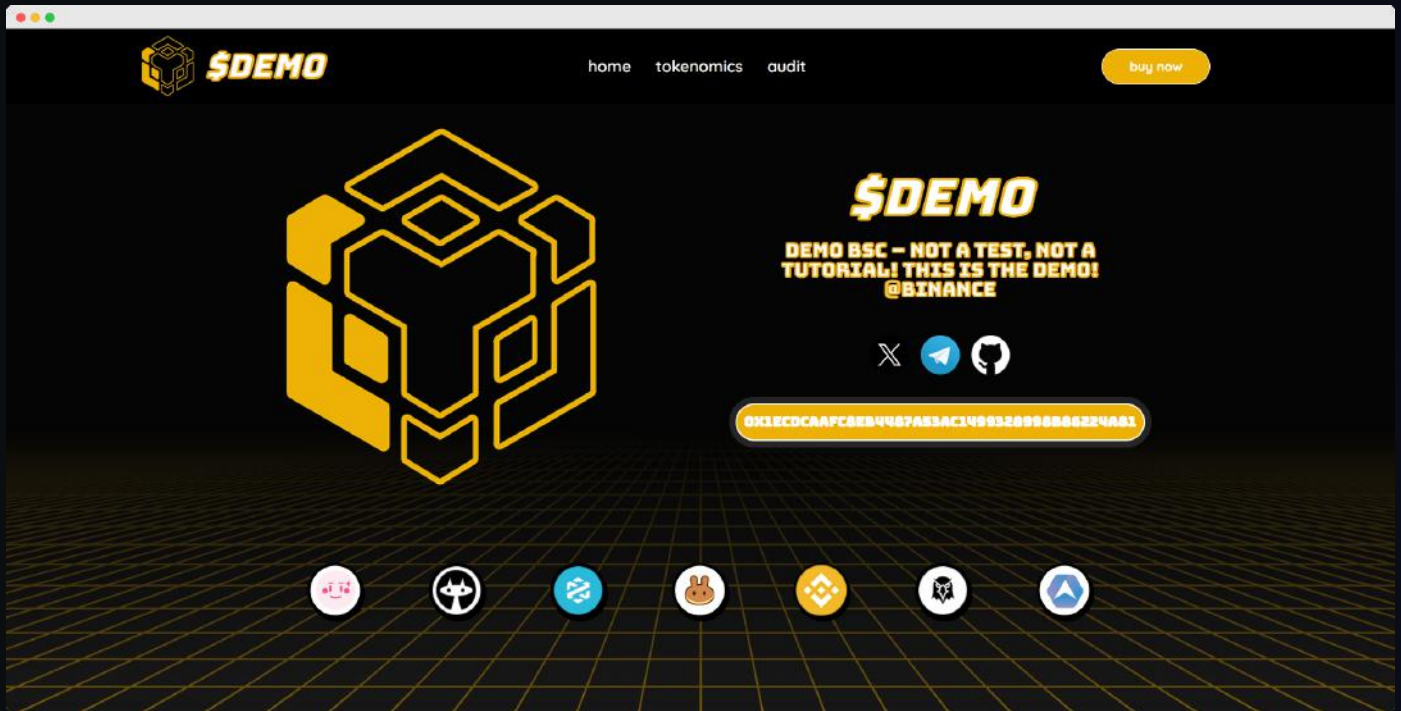 $DEMO
home tokenomics audit
buy now
$DEMO
DEMO BSC – NOT A TEST, NOT A
TUTORIAL! THIS IS THE DEMO!
@BINANCE